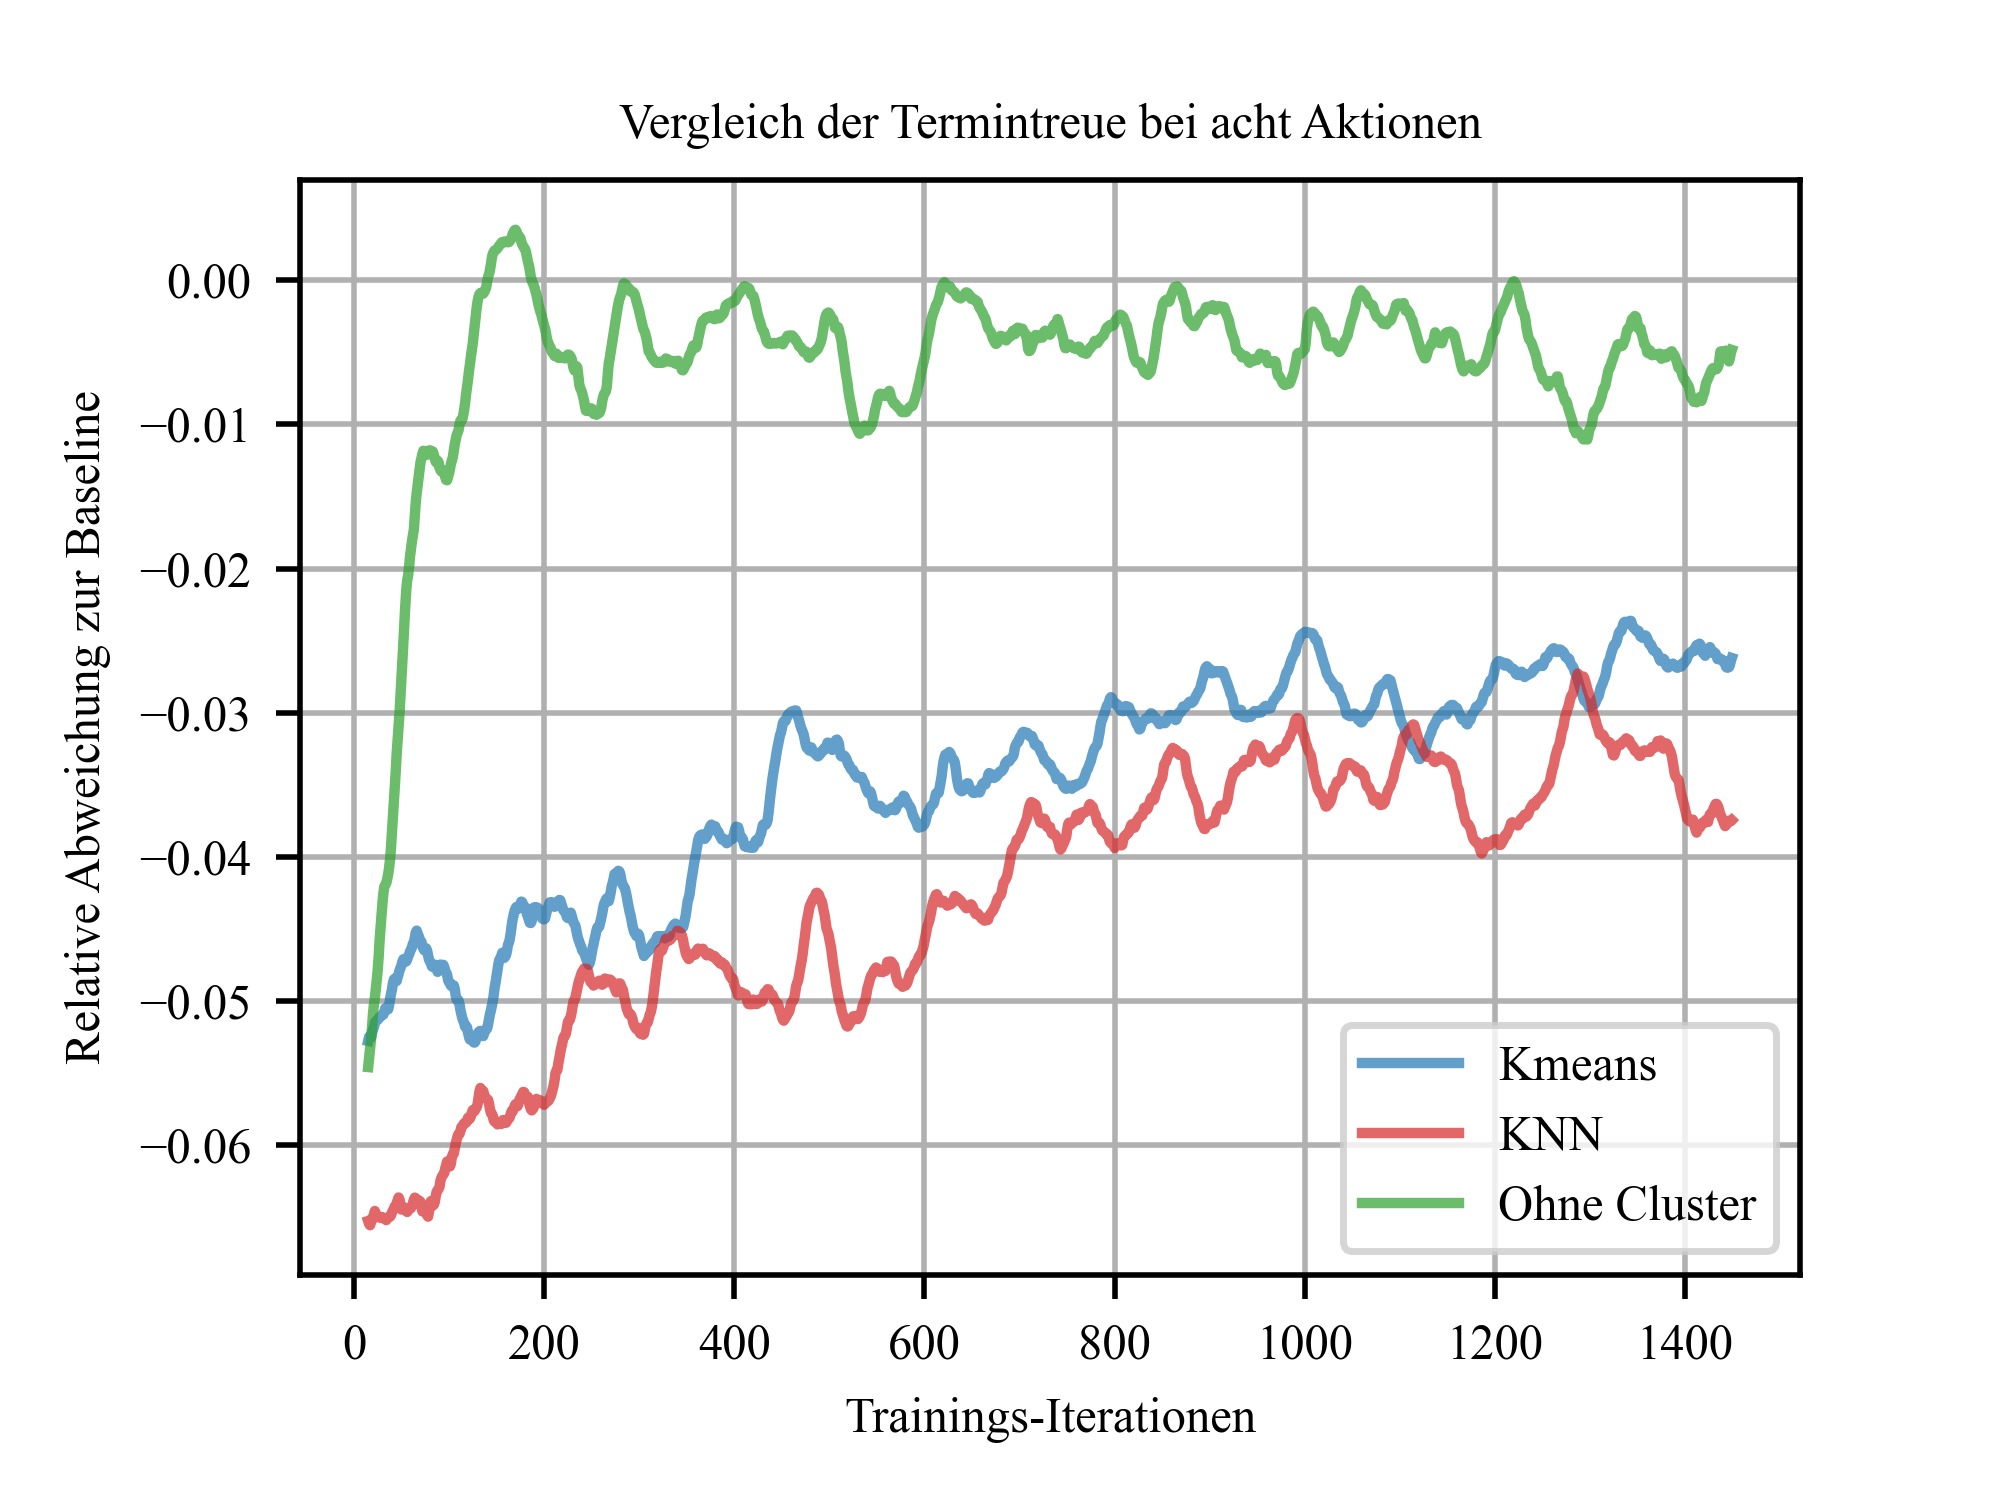 Vergleich der Termintreue bei acht Aktionen
Relative Abweichung zur Baseline
0.00
−0.01
−0.02
−0.03
−0.04
−0.05
−0.06
Kmeans
KNN
Ohne Cluster
0 200 400 600 800 1000 1200 1400
Trainings-Iterationen